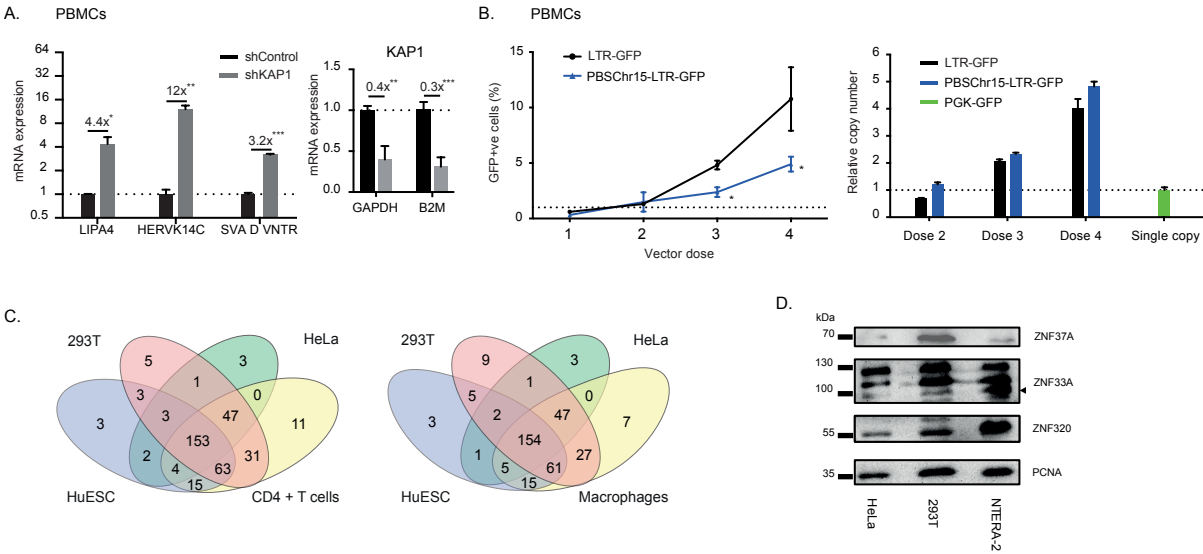 A.
PBMCs
mRNA expression
64
32
16
8
4
2
1
0.5
shControl
shKAP1
4.4x*
12x**
3.2x***
LIPA4
HERVK14C
SVA D VNTR
KAP1
mRNA expression
1.5
1.0
0.5
0.0
0.4x**
0.3x***
GAPDH
B2M
B.
PBMCs
GFP+ve cells (%)
15
10
5
0
LTR-GFP
PBSChr15-LTR-GFP
*
*
1
2
3
4
Vector dose
Relative copy number
6
5
4
3
2
1
0
LTR-GFP
PBSChr15-LTR-GFP
PGK-GFP
Dose 2
Dose 3
Dose 4
Single copy
C.
293T
HeLa
5
3
3
1
0
3
3
47
11
153
2
4
63
31
15
HuESC
CD4 + T cells
293T
HeLa
9
3
5
1
0
3
2
47
7
154
1
5
61
27
15
HuESC
Macrophages
D.
kDa
70
ZNF37A
130
100
ZNF33A
55
ZNF320
35
PCNA
HeLa
293T
NTERA-2